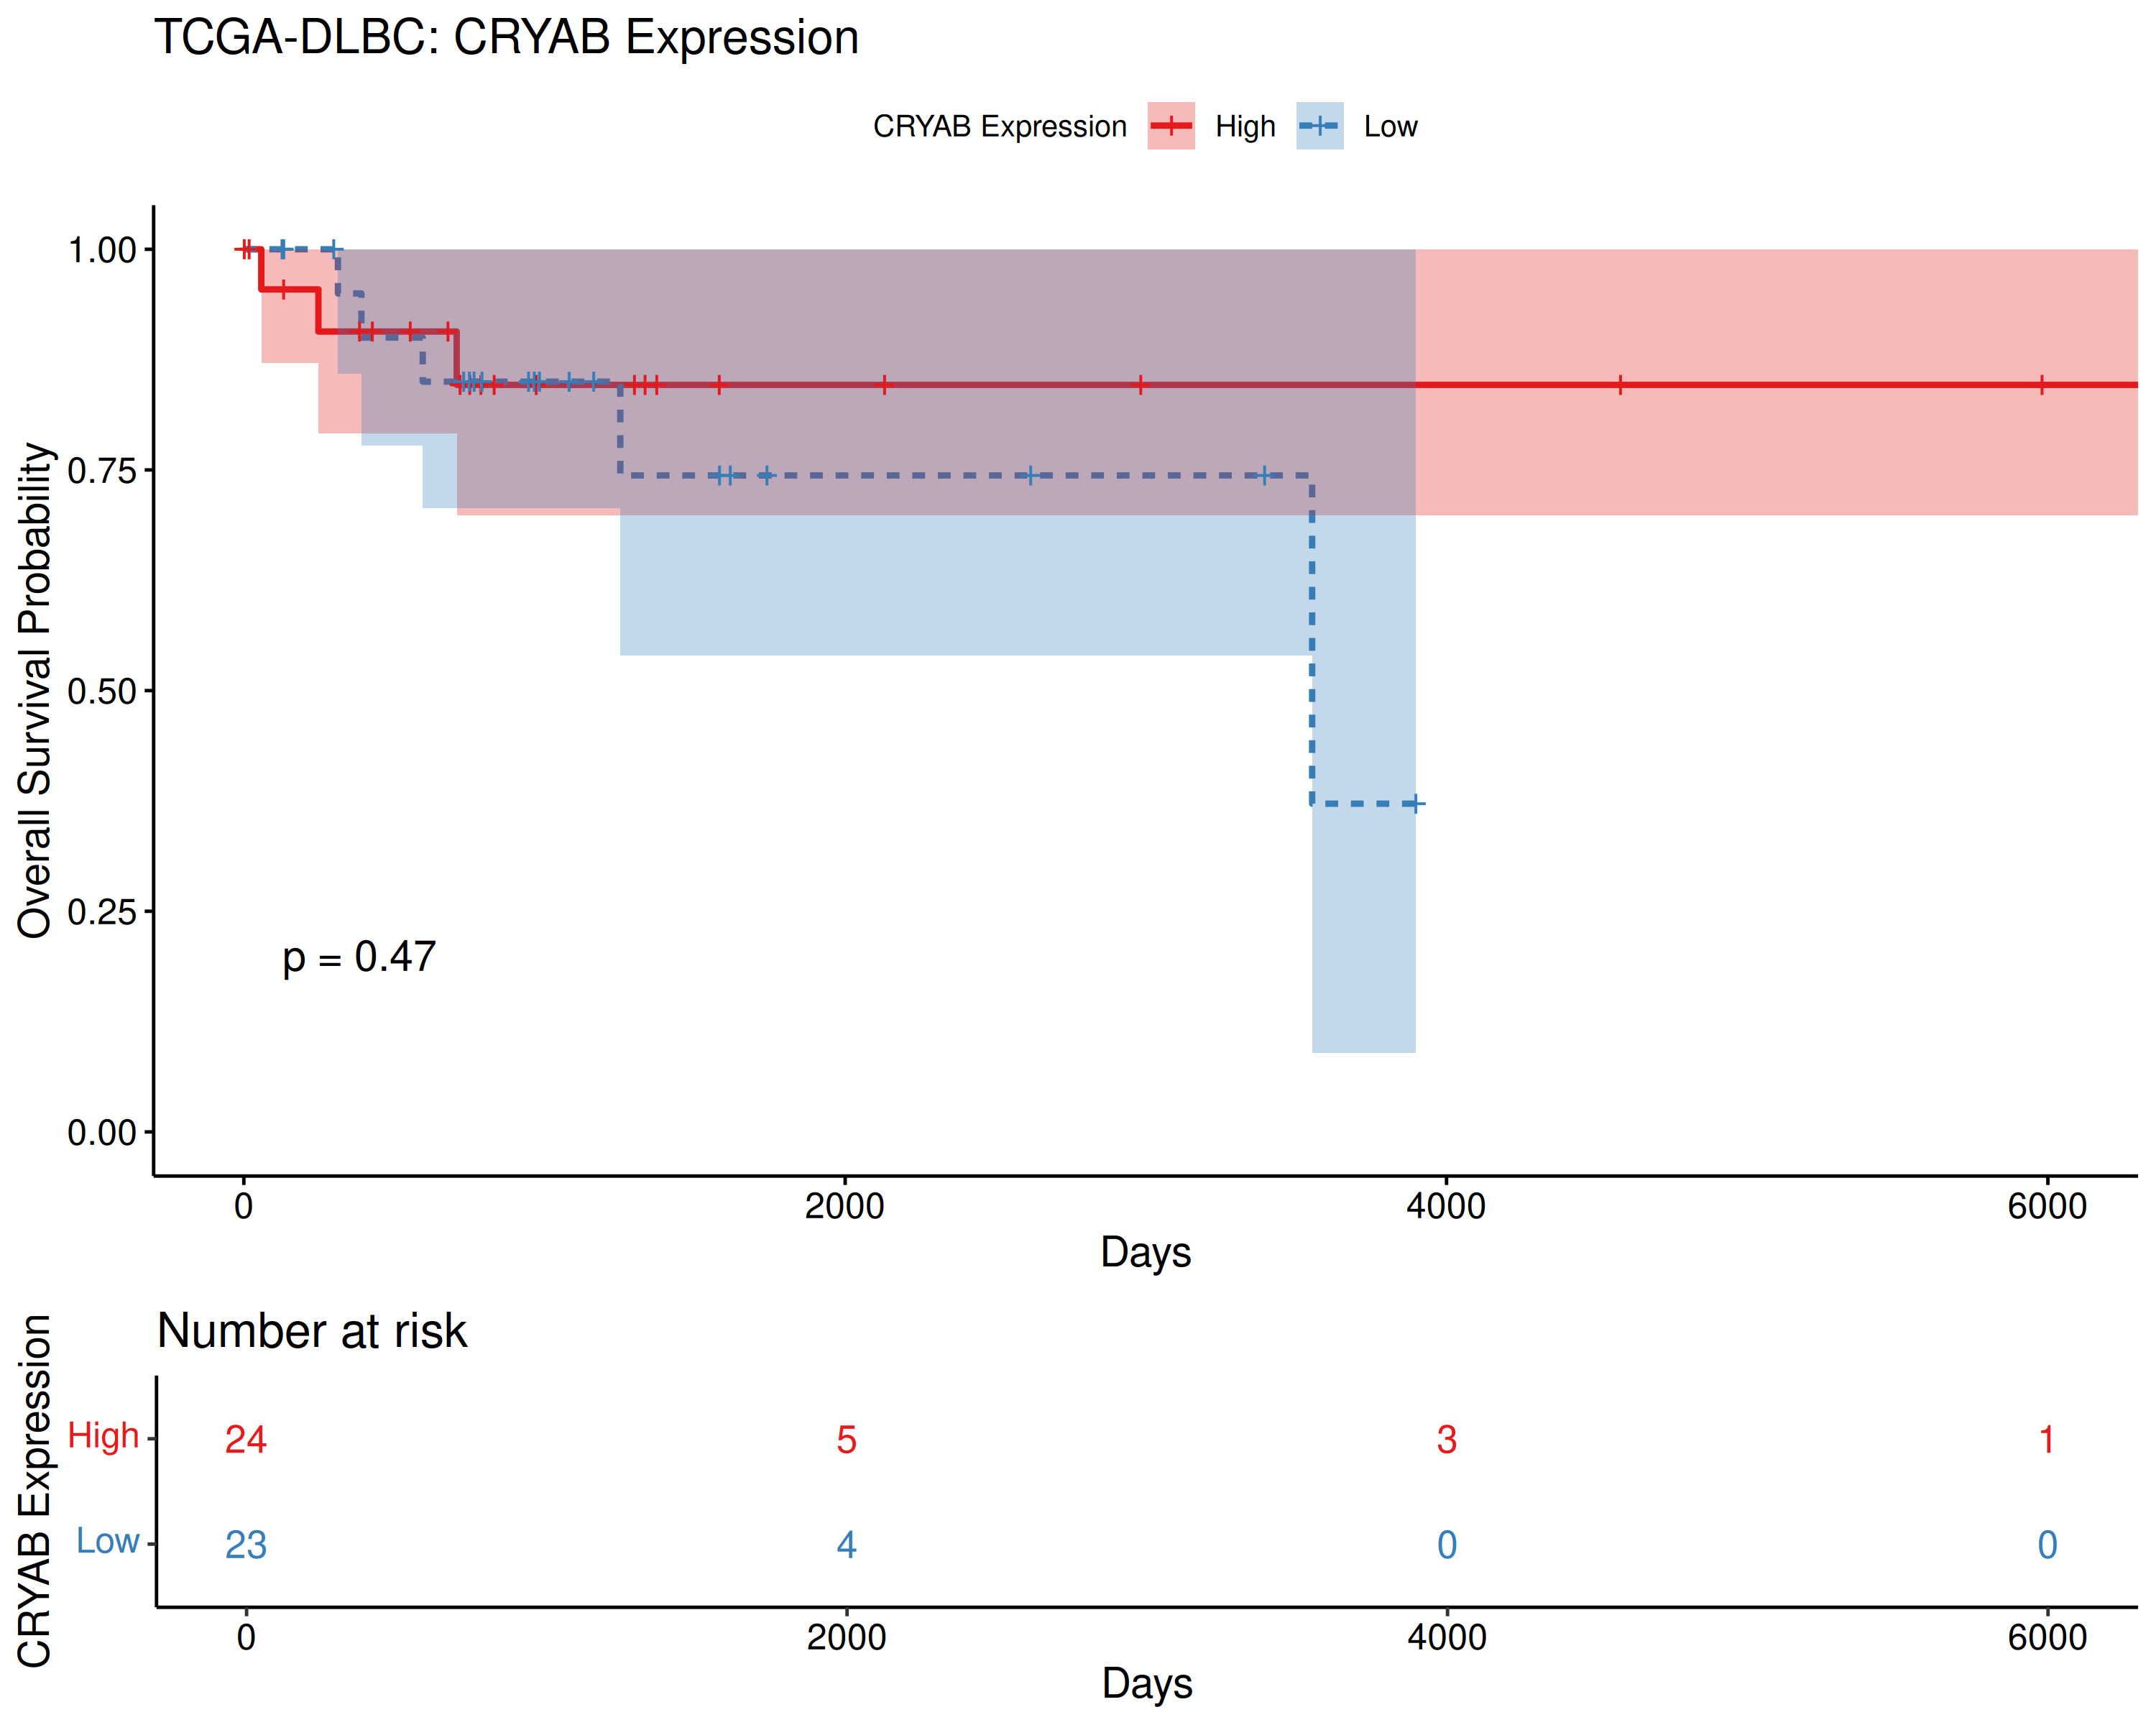 TCGA-DLBC: CRYAB Expression
CRYAB Expression High Low
Overall Survival Probability
1.00
0.75
0.50
0.25
0.00
p = 0.47
0 2000 4000 6000
Days
Number at risk
CRYAB Expression
High 24 5 3 1
Low 23 4 0 0
0 2000 4000 6000
Days